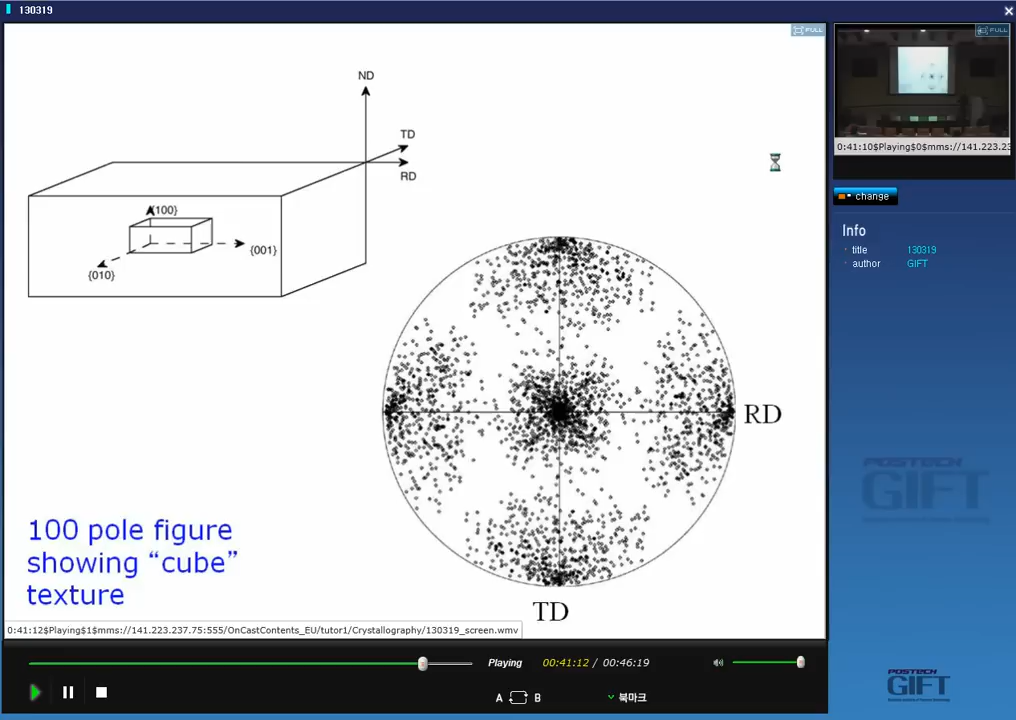 130319
FULL
FULL
ND
TD
RD
{100}
{001}
{010}
RD
TD
100 pole figure
showing “cube”
texture
0:41:12$Playing$1$mms://141.223.237.75:555/OnCastContents_EU/tutor1/Crystallography/130319_screen.wmv
0:41:10$Playing$0$mms://141.223.23
change
Info
title 130319
author GIFT
POSTECH
GIFT
Playing 00:41:12 / 00:46:19
A B 북마크
POSTECH
GIFT